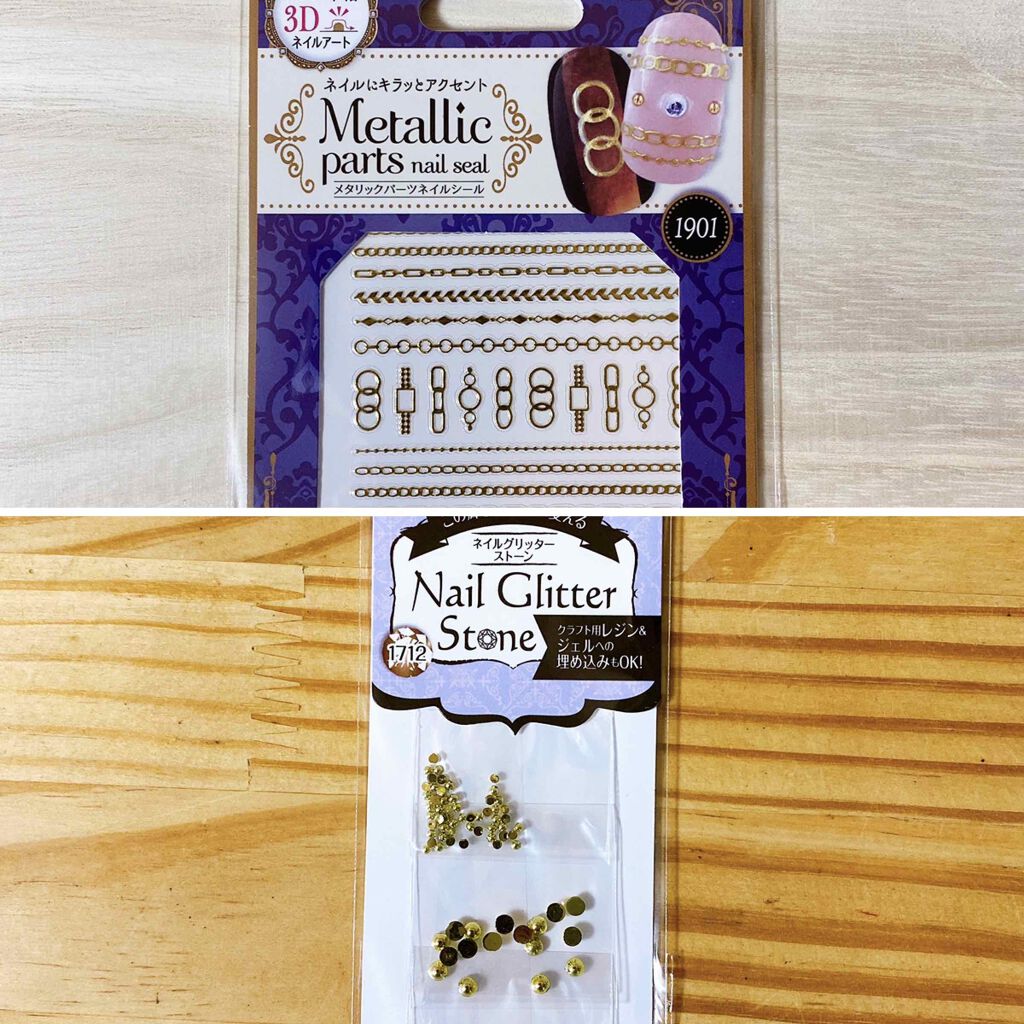 3D
ネイルアート
ネイルにキラッとアクセント
Metallic
parts nail seal
メタリックパーツネイルシール
1901
ネイルグリッター
ストーン
Nail Glitter
Stone
1712
クラフト用レジン&
ジェルへの
埋め込みもOK!